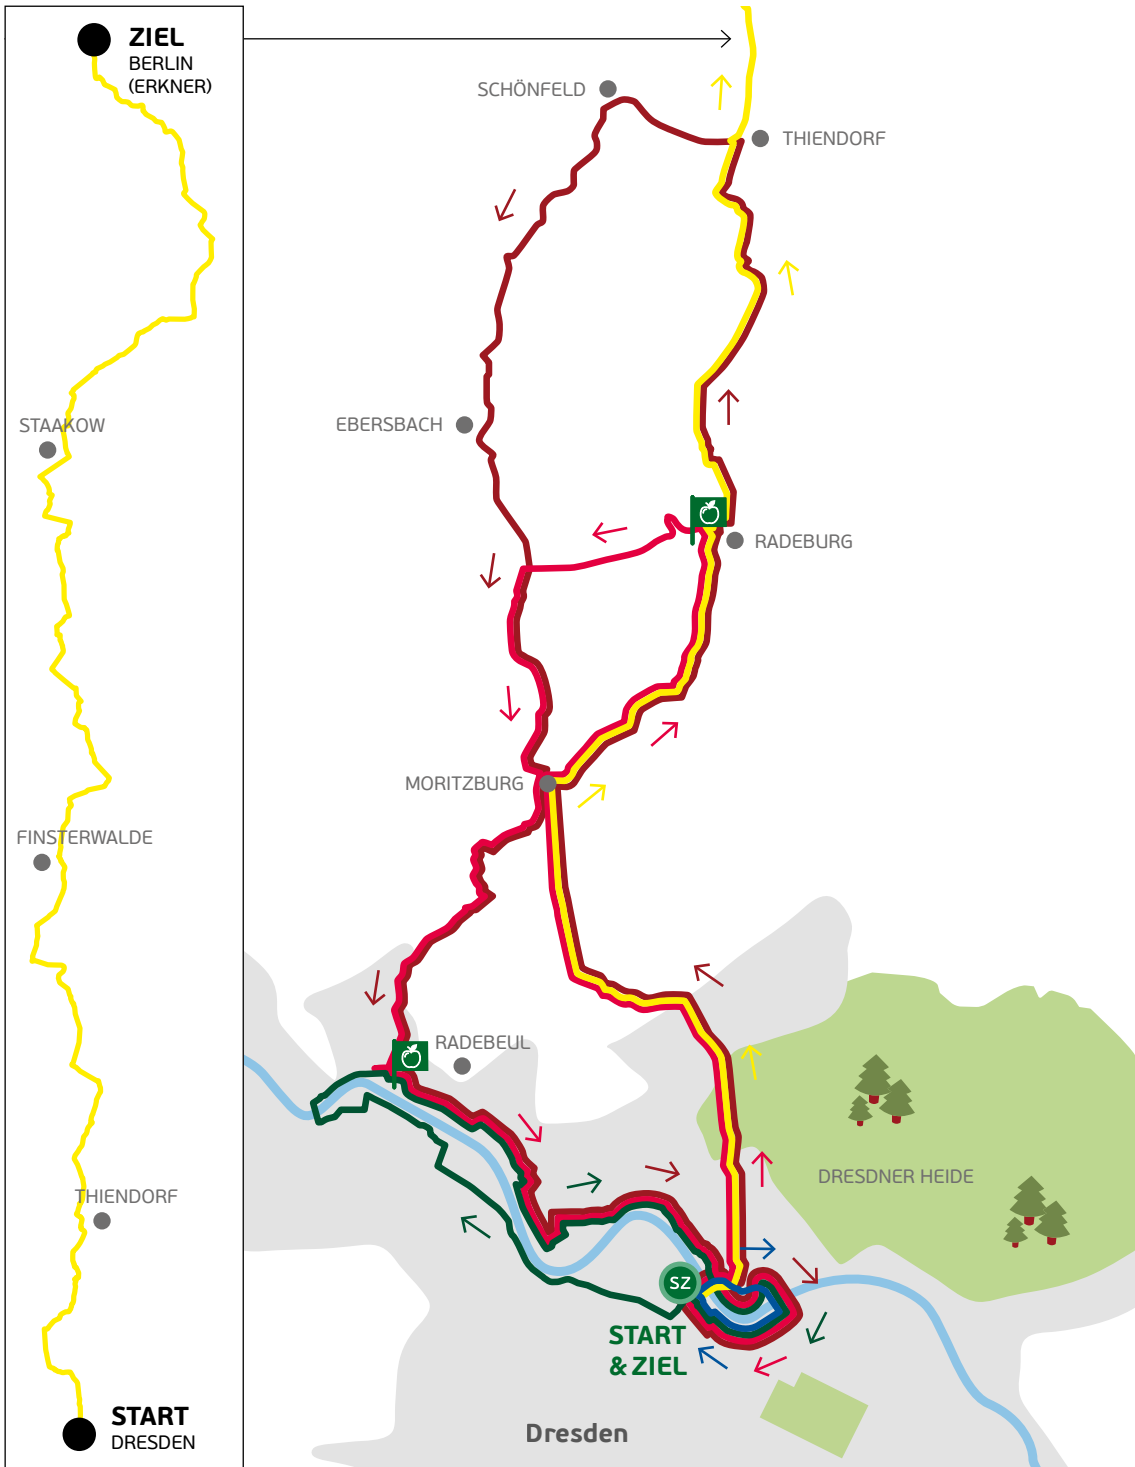 ZIEL
BERLIN
(ERKNER)
STAAKOW
FINSTERWALDE
THIENDORF
START
DRESDEN
SCHÖNFELD
THIENDORF
EBERSBACH
RADEBURG
MORITZBURG
RADEBEUL
DRESDNER HEIDE
SZ
START
& ZIEL
Dresden